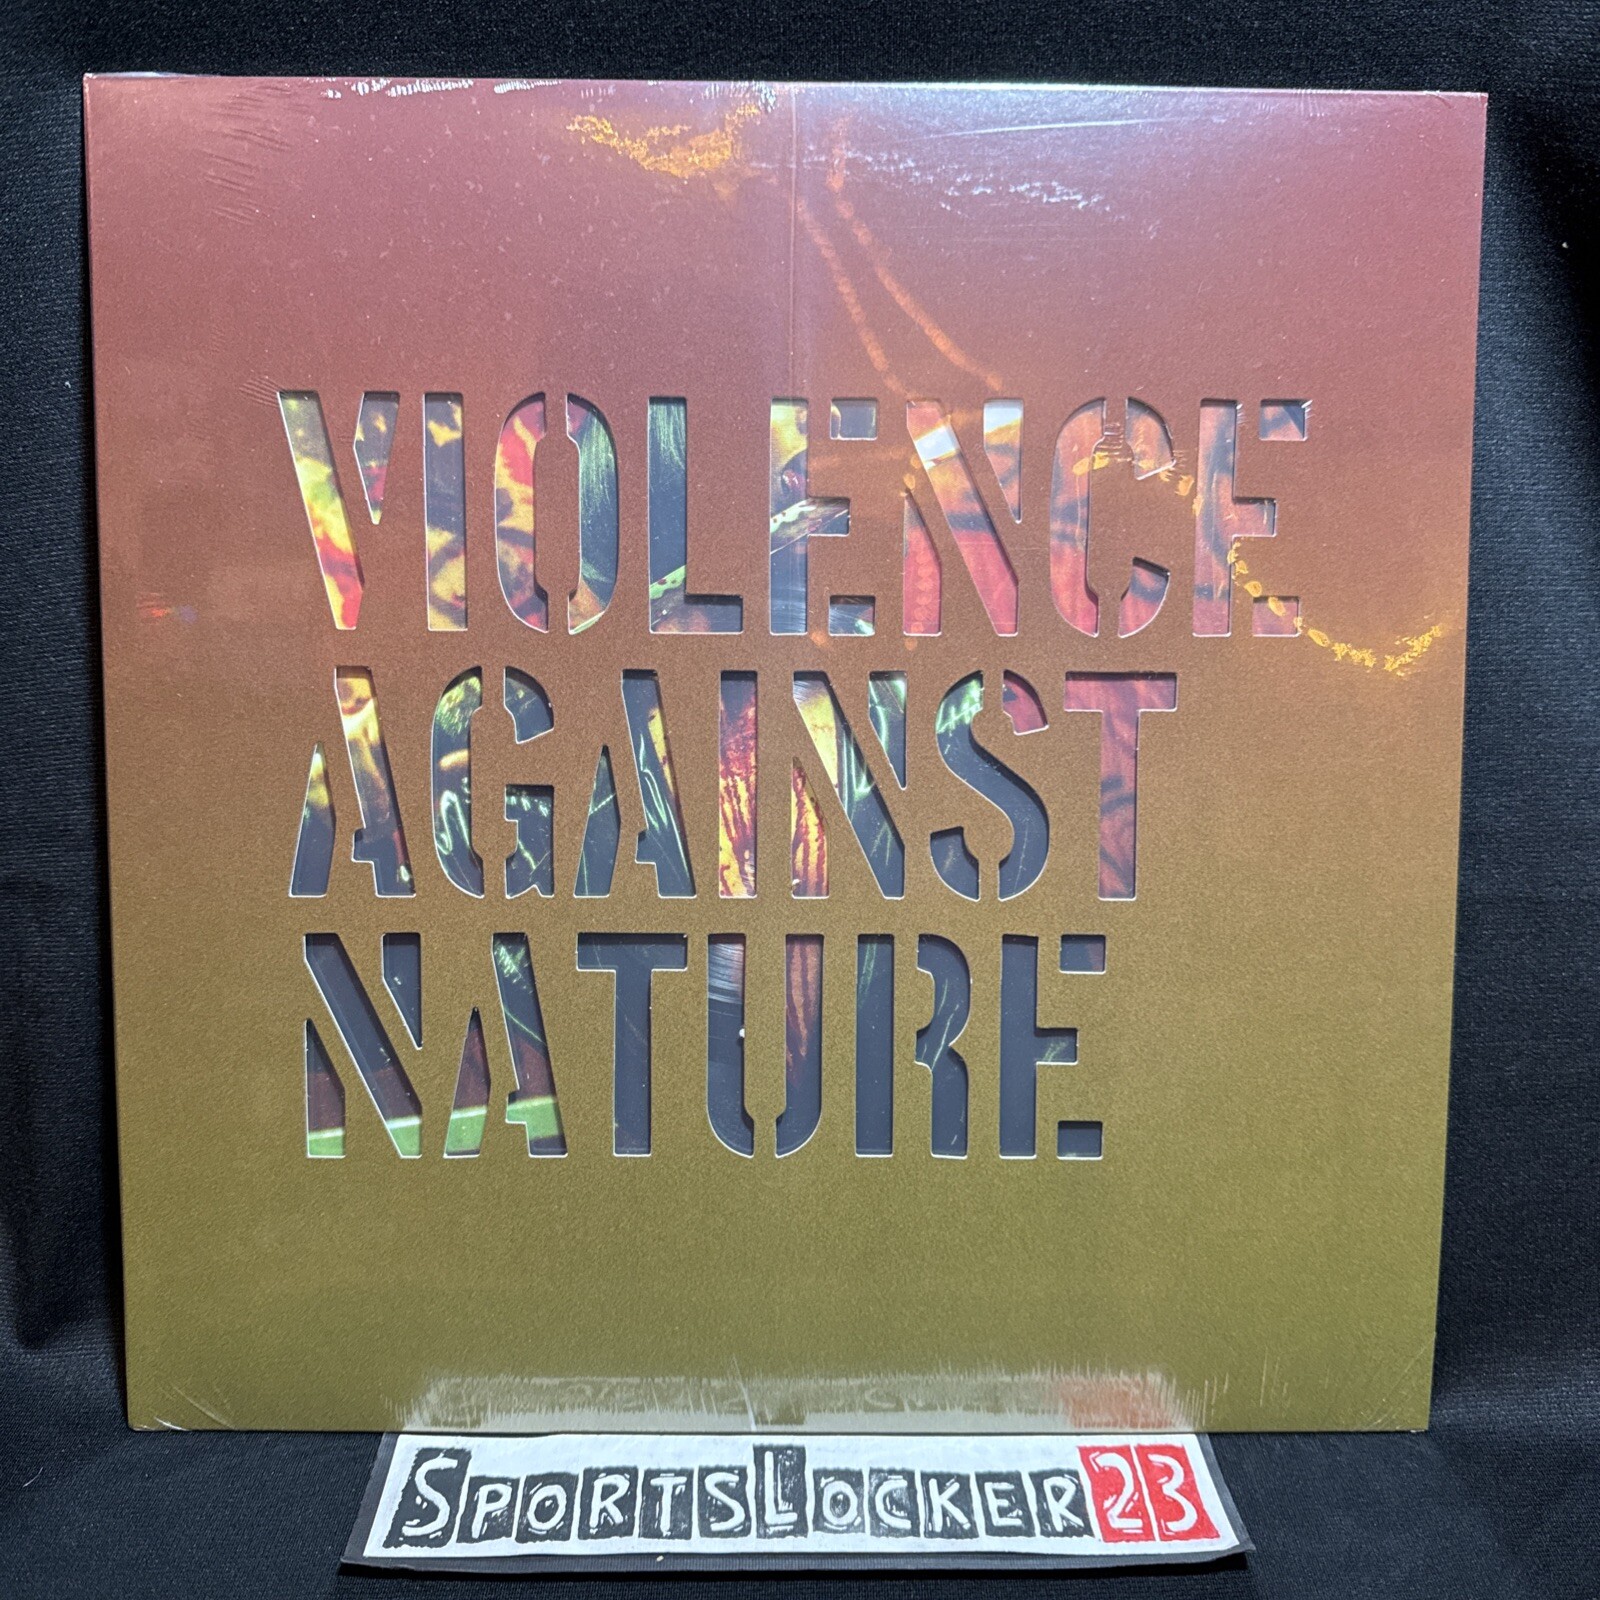 VIOLENCE
AGAINST
NATURE
SPORTSLOCKER23